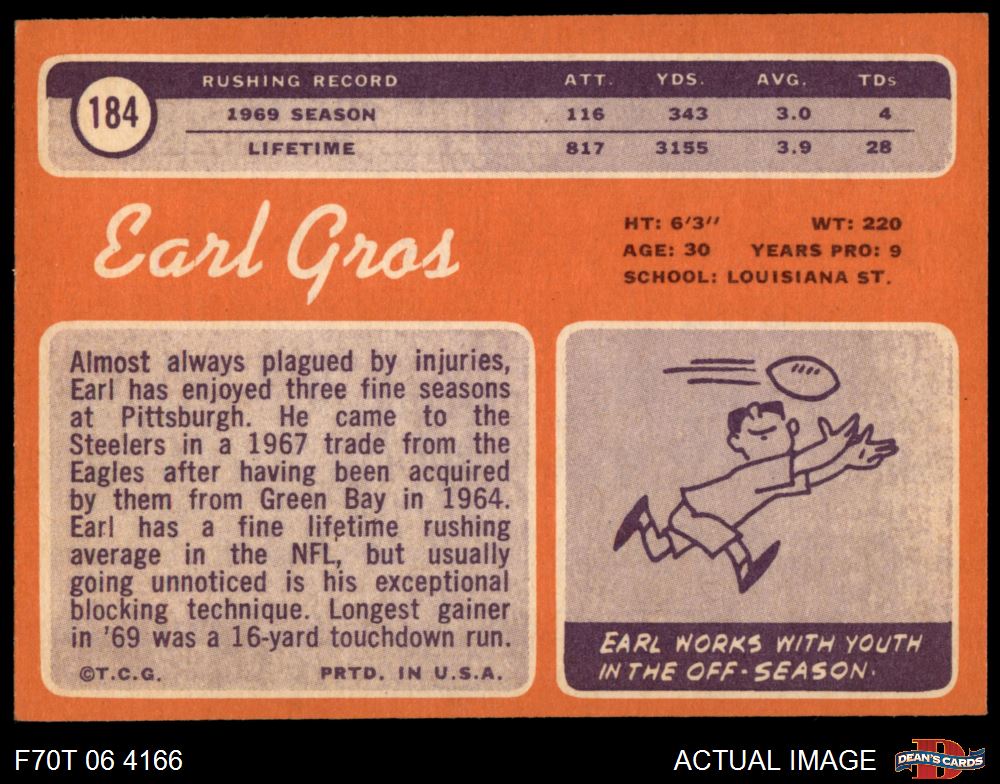 184
RUSHING RECORD ATT. YDS. AVG. TDs
1969 SEASON 116 343 3.0 4
LIFETIME 817 3155 3.9 28
Earl Gros
HT: 6'3" WT: 220
AGE: 30 YEARS PRO: 9
SCHOOL: LOUISIANA ST.
Almost always plagued by injuries,
Earl has enjoyed three fine seasons
at Pittsburgh. He came to the
Steelers in a 1967 trade from the
Eagles after having been acquired
by them from Green Bay in 1964.
Earl has a fine lifetime rushing
average in the NFL, but usually
going unnoticed is his exceptional
blocking technique. Longest gainer
in '69 was a 16-yard touchdown run.
©T.C.G. PRTD. IN U.S.A.
EARL WORKS WITH YOUTH
IN THE OFF-SEASON.
F70T 06 4166
ACTUAL IMAGE
D
DEAN'S CARDS